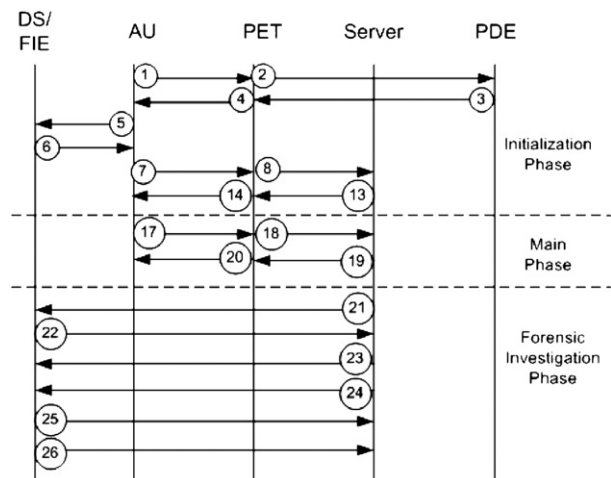 DS/
FIE
AU
PET
Server
PDE
1
2
4
3
5
6
7
8
14
13
Initialization
Phase
17
18
20
19
Main
Phase
21
22
23
24
25
26
Forensic
Investigation
Phase